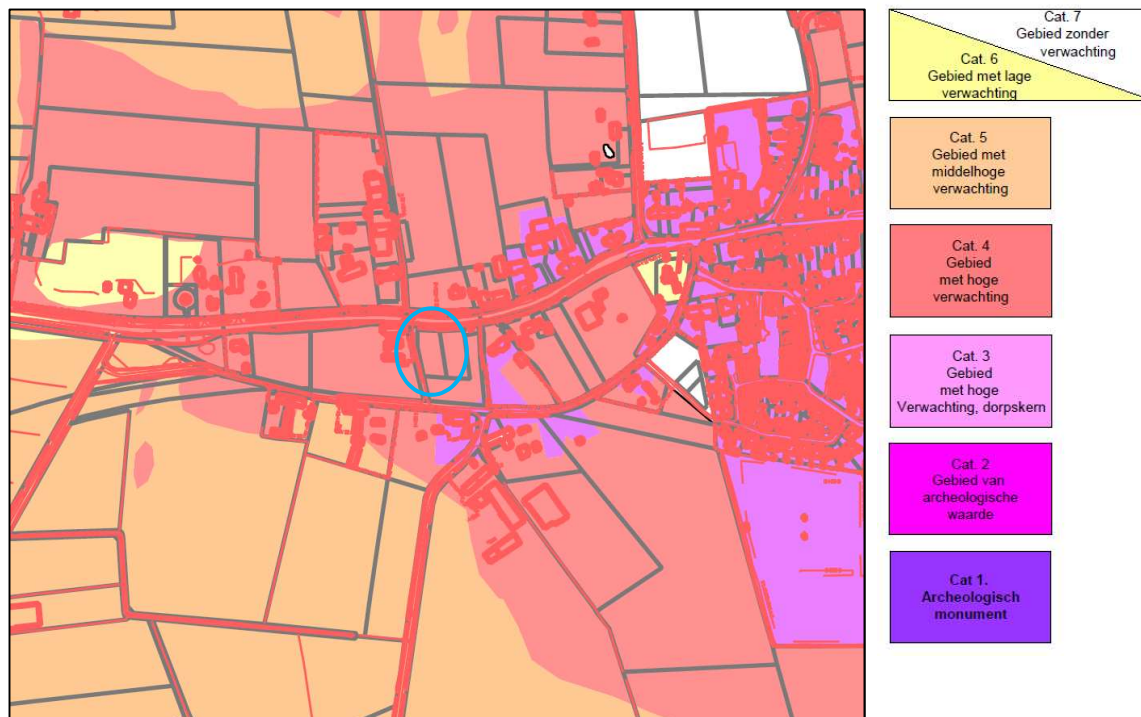 Cat. 7
Gebied zonder
verwachting
Cat. 6
Gebied met lage
verwachting
Cat. 5
Gebied met
middelhoge
verwachting
Cat. 4
Gebied
met hoge
verwachting
Cat. 3
Gebied
met hoge
Verwachting, dorpskern
Cat. 2
Gebied van
archeologische
waarde
Cat 1.
Archeologisch
monument